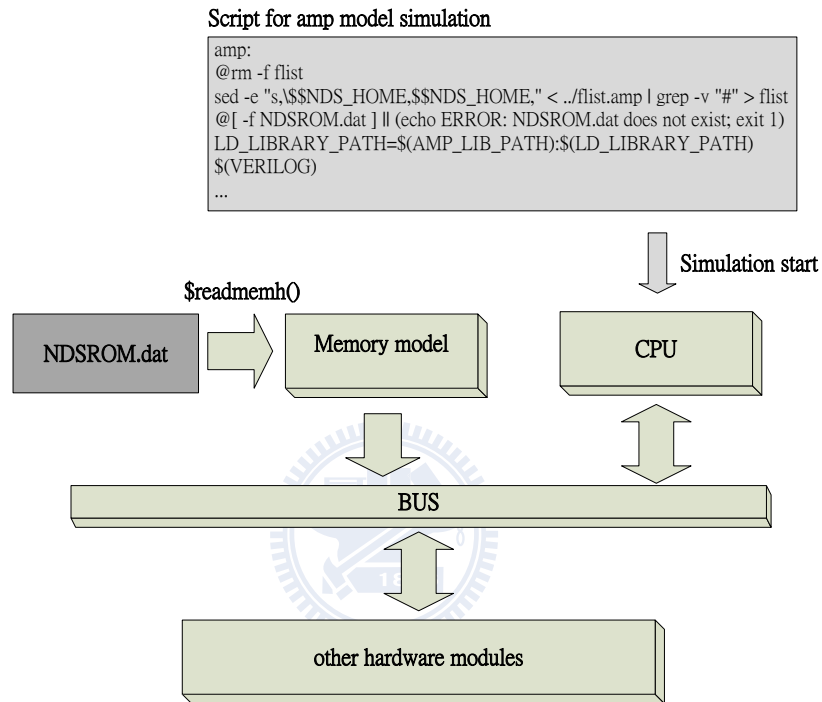 Script for amp model simulation
amp:
@rm -f flist
sed -e "s,\$$NDS_HOME,$$NDS_HOME," < ../flist.amp | grep -v "#" > flist
@[ -f NDSROM.dat ] || (echo ERROR: NDSROM.dat does not exist; exit 1)
LD_LIBRARY_PATH=$(AMP_LIB_PATH):$(LD_LIBRARY_PATH)
$(VERILOG)
...
Simulation start
$readmemh()
NDSROM.dat
Memory model
CPU
BUS
other hardware modules